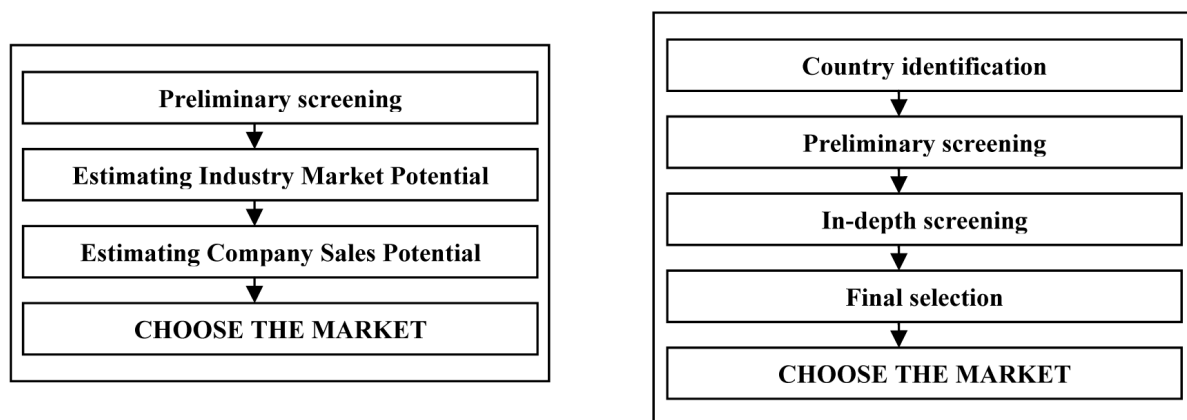 Preliminary screening
Estimating Industry Market Potential
Estimating Company Sales Potential
CHOOSE THE MARKET
Country identification
Preliminary screening
In-depth screening
Final selection
CHOOSE THE MARKET